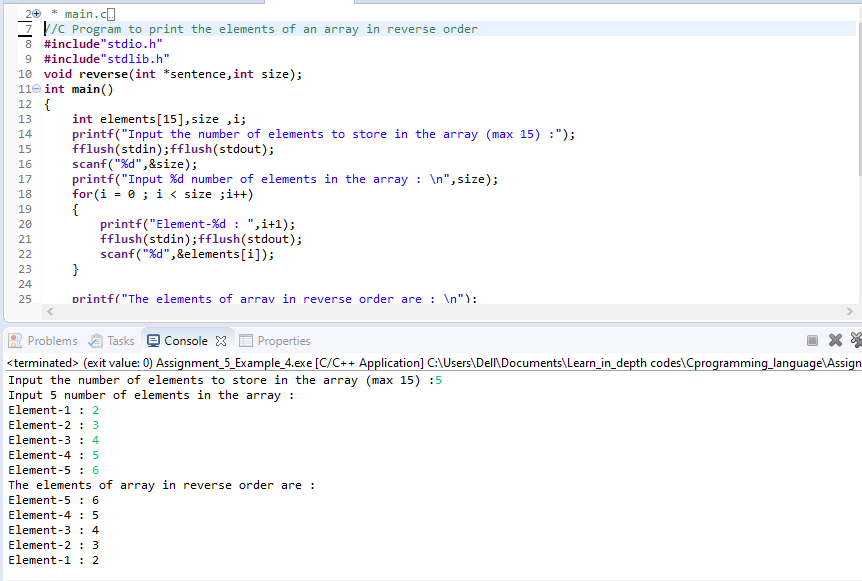 2 * main.c
7 //C Program to print the elements of an array in reverse order
8 #include"stdio.h"
9 #include"stdlib.h"
10 void reverse(int *sentence,int size);
11 int main()
12 {
13 int elements[15],size ,i;
14 printf("Input the number of elements to store in the array (max 15) :");
15 fflush(stdin);fflush(stdout);
16 scanf("%d",&size);
17 printf("Input %d number of elements in the array : \n",size);
18 for(i = 0 ; i < size ;i++)
19 {
20 printf("Element-%d : ",i+1);
21 fflush(stdin);fflush(stdout);
22 scanf("%d",&elements[i]);
23 }
24
25 printf("The elements of array in reverse order are : \n");
Problems Tasks Console Properties
<terminated> (exit value: 0) Assignment_5_Example_4.exe [C/C++ Application] C:\Users\Dell\Documents\Learn_in_depth codes\Cprogramming_language\Assign
Input the number of elements to store in the array (max 15) :5
Input 5 number of elements in the array :
Element-1 : 2
Element-2 : 3
Element-3 : 4
Element-4 : 5
Element-5 : 6
The elements of array in reverse order are :
Element-5 : 6
Element-4 : 5
Element-3 : 4
Element-2 : 3
Element-1 : 2